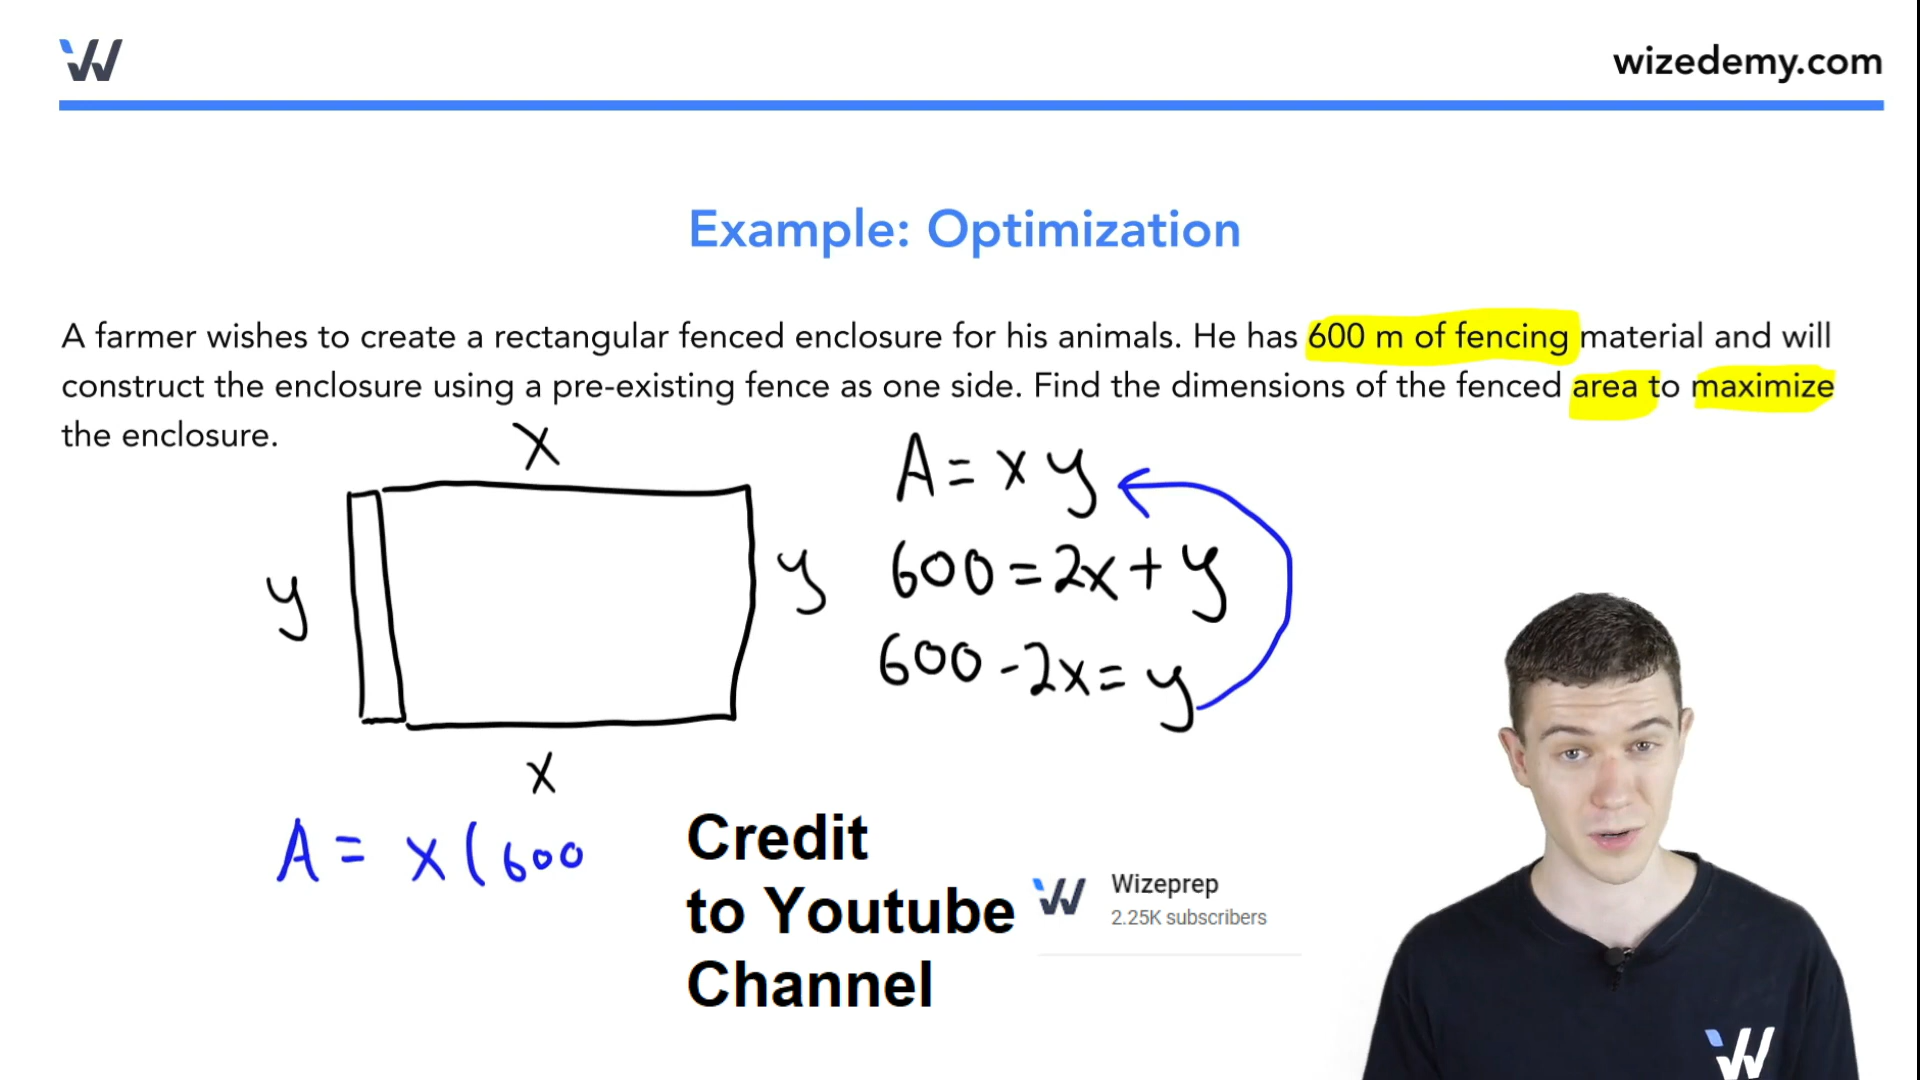 wizedemy.com
Example: Optimization
A farmer wishes to create a rectangular fenced enclosure for his animals. He has 600 m of fencing material and will
construct the enclosure using a pre-existing fence as one side. Find the dimensions of the fenced area to maximize
the enclosure.
x
y
y
x
A = x y
600 = 2x + y
600 - 2x = y
A = x (600
Credit
to Youtube
Channel
Wizeprep
2.25K subscribers